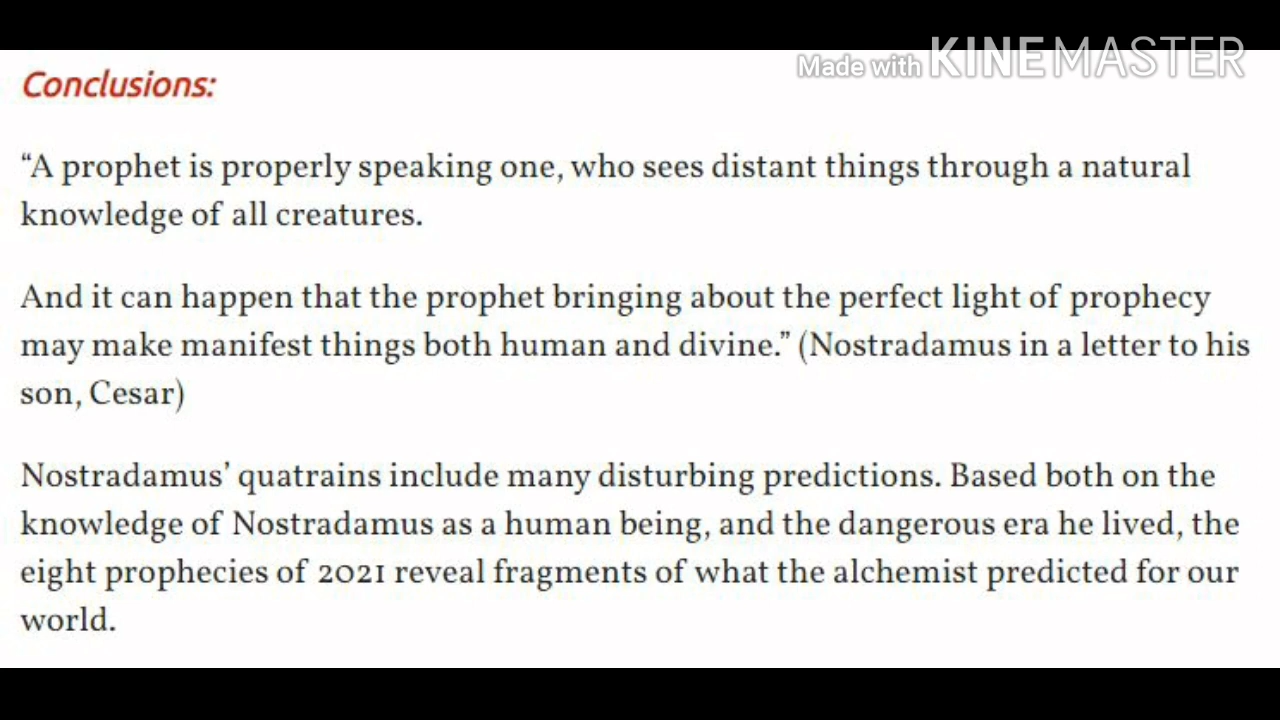 Made with KINEMASTER
Conclusions:
“A prophet is properly speaking one, who sees distant things through a natural
knowledge of all creatures.
And it can happen that the prophet bringing about the perfect light of prophecy
may make manifest things both human and divine.” (Nostradamus in a letter to his
son, Cesar)
Nostradamus’ quatrains include many disturbing predictions. Based both on the
knowledge of Nostradamus as a human being, and the dangerous era he lived, the
eight prophecies of 2021 reveal fragments of what the alchemist predicted for our
world.